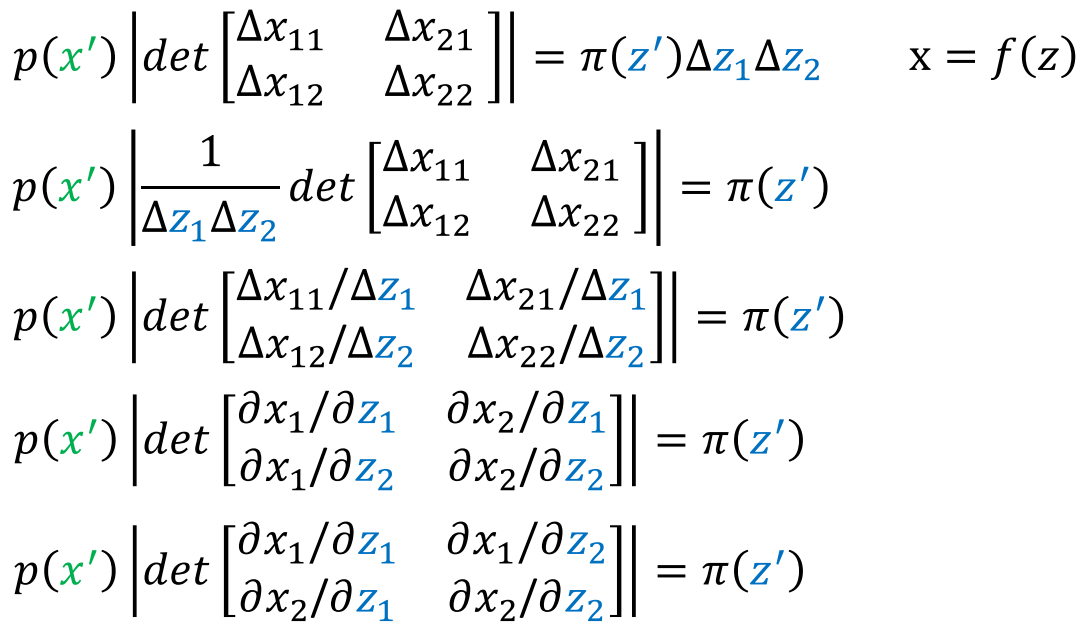 p(x′) |det [Δx₁₁ Δx₂₁; Δx₁₂ Δx₂₂]| = π(z′)Δz₁Δz₂ x = f(z)
p(x′) |1/(Δz₁Δz₂) det [Δx₁₁ Δx₂₁; Δx₁₂ Δx₂₂]| = π(z′)
p(x′) |det [Δx₁₁/Δz₁ Δx₂₁/Δz₁; Δx₁₂/Δz₂ Δx₂₂/Δz₂]| = π(z′)
p(x′) |det [∂x₁/∂z₁ ∂x₂/∂z₁; ∂x₁/∂z₂ ∂x₂/∂z₂]| = π(z′)
p(x′) |det [∂x₁/∂z₁ ∂x₁/∂z₂; ∂x₂/∂z₁ ∂x₂/∂z₂]| = π(z′)